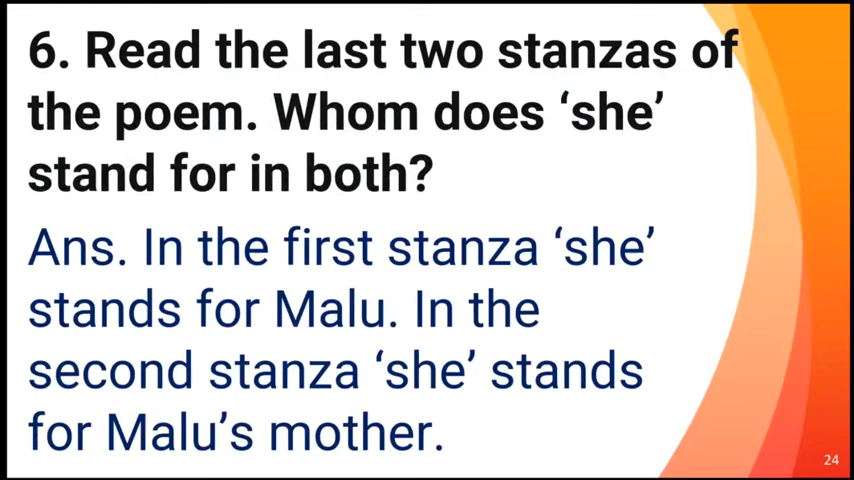 6. Read the last two stanzas of
the poem. Whom does ‘she’
stand for in both?
Ans. In the first stanza ‘she’
stands for Malu. In the
second stanza ‘she’ stands
for Malu’s mother.
24